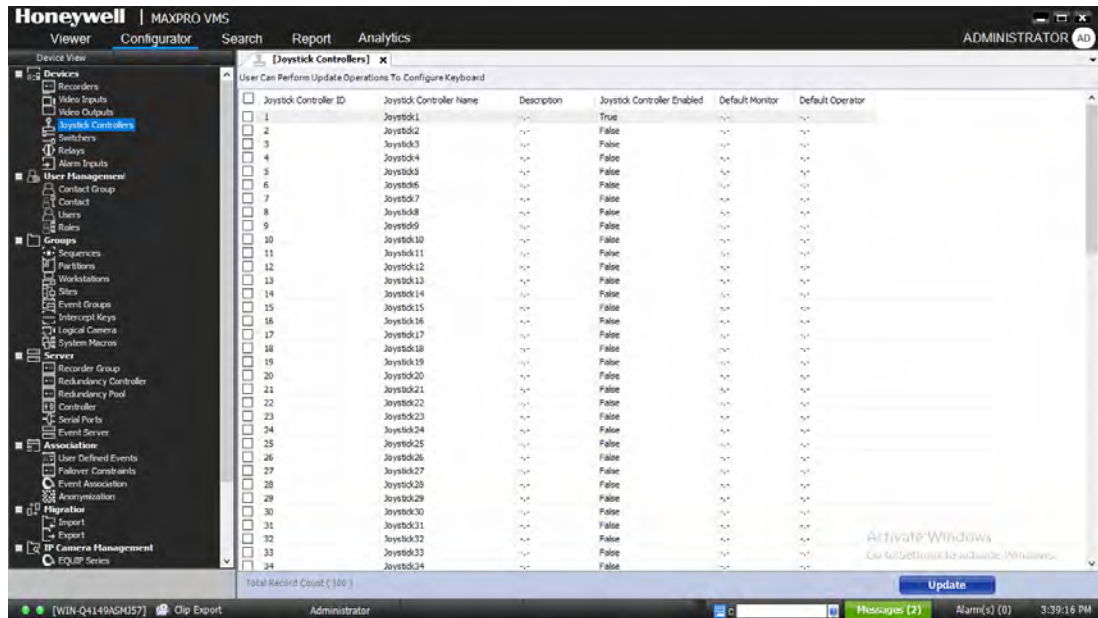 Honeywell | MAXPRO VMS
Viewer Configurator Search Report Analytics ADMINISTRATOR AD
Device View
Devices
Recorders
Video Inputs
Video Outputs
Joystick Controllers
Switchers
Relays
Alarm Inputs
User Management
Contact Group
Contact
Users
Roles
Groups
Sequences
Partitions
Workstations
Sites
Event Groups
Intercept Keys
Logical Camera
System Macros
Server
Recorder Group
Redundancy Controller
Redundancy Pool
Controller
Serial Ports
Event Server
Association
User Defined Events
Failover Constraints
Event Association
Anonymization
Migration
Import
Export
IP Camera Management
EQUIP Series
[Joystick Controllers] x
User Can Perform Update Operations To Configure Keyboard
Joystick Controller ID Joystick Controller Name Description Joystick Controller Enabled Default Monitor Default Operator
1 Joystick1 -.- True -.- -.-
2 Joystick2 -.- False -.- -.-
3 Joystick3 -.- False -.- -.-
4 Joystick4 -.- False -.- -.-
5 Joystick5 -.- False -.- -.-
6 Joystick6 -.- False -.- -.-
7 Joystick7 -.- False -.- -.-
8 Joystick8 -.- False -.- -.-
9 Joystick9 -.- False -.- -.-
10 Joystick10 -.- False -.- -.-
11 Joystick11 -.- False -.- -.-
12 Joystick12 -.- False -.- -.-
13 Joystick13 -.- False -.- -.-
14 Joystick14 -.- False -.- -.-
15 Joystick15 -.- False -.- -.-
16 Joystick16 -.- False -.- -.-
17 Joystick17 -.- False -.- -.-
18 Joystick18 -.- False -.- -.-
19 Joystick19 -.- False -.- -.-
20 Joystick20 -.- False -.- -.-
21 Joystick21 -.- False -.- -.-
22 Joystick22 -.- False -.- -.-
23 Joystick23 -.- False -.- -.-
24 Joystick24 -.- False -.- -.-
25 Joystick25 -.- False -.- -.-
26 Joystick26 -.- False -.- -.-
27 Joystick27 -.- False -.- -.-
28 Joystick28 -.- False -.- -.-
29 Joystick29 -.- False -.- -.-
30 Joystick30 -.- False -.- -.-
31 Joystick31 -.- False -.- -.-
32 Joystick32 -.- False -.- -.-
33 Joystick33 -.- False -.- -.-
34 Joystick34 -.- False -.- -.-
Activate Windows
Go to Settings to activate Windows.
Total Record Count ( 100 )
Update
[WIN-Q4149ASMJ57] Clip Export Administrator C Messages (2) Alarm(s) (0) 3:39:16 PM